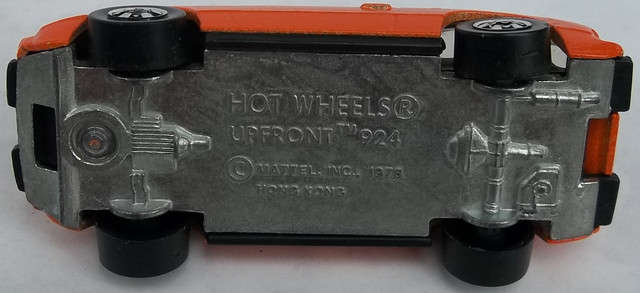 HOT WHEELS®
UPFRONT™ 924
© MATTEL, INC., 1978
HONG KONG